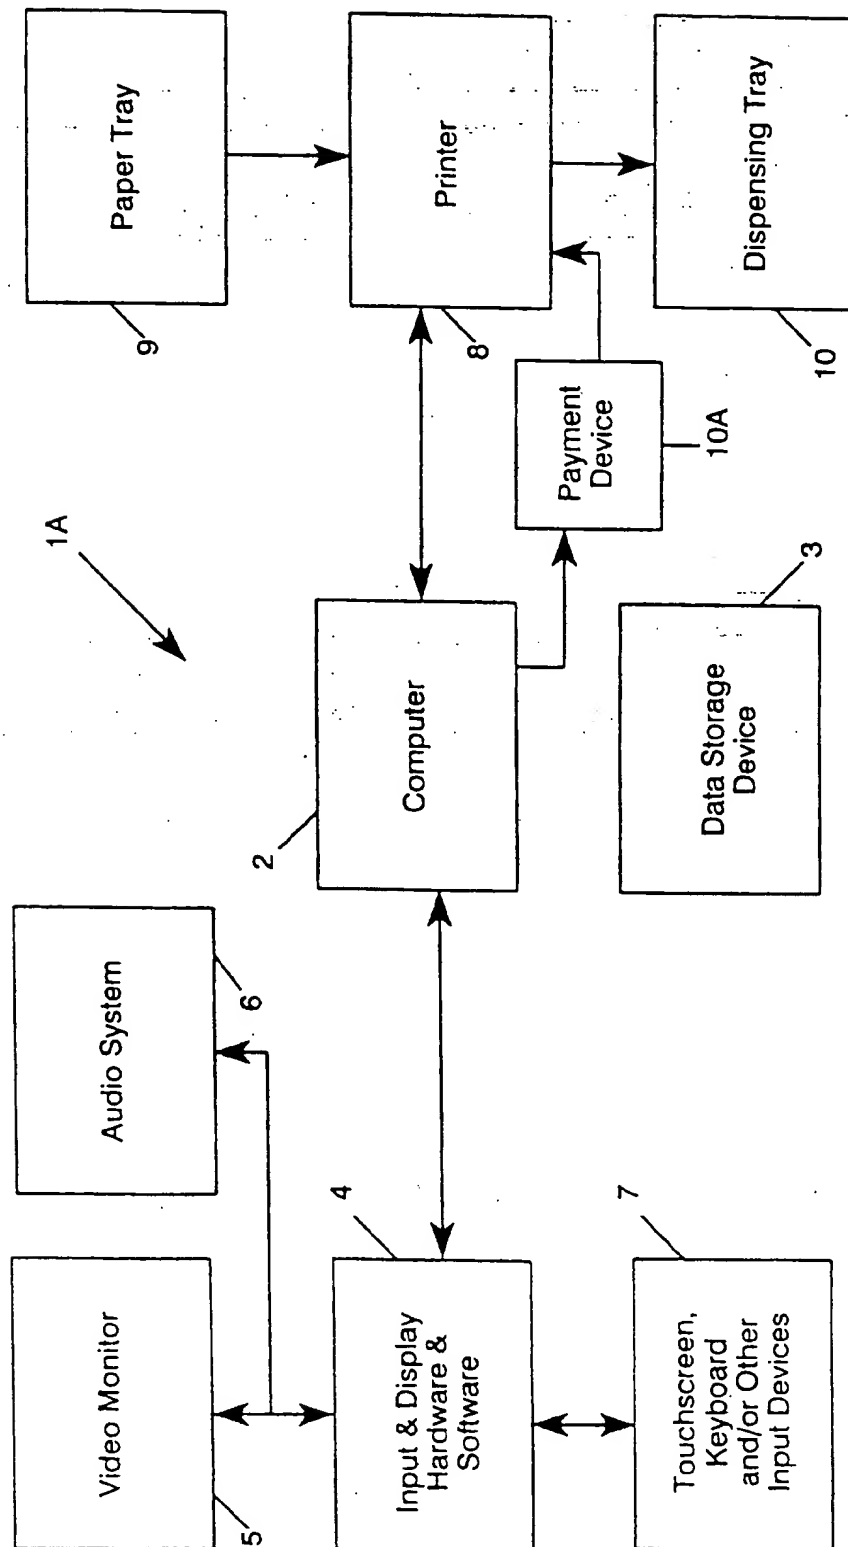 1A
Video Monitor
5
Audio System
6
Paper Tray
9
Input & Display
Hardware &
Software
4
Computer
2
Printer
8
Payment
Device
10A
Touchscreen,
Keyboard
and/or Other
Input Devices
7
Data Storage
Device
3
Dispensing Tray
10